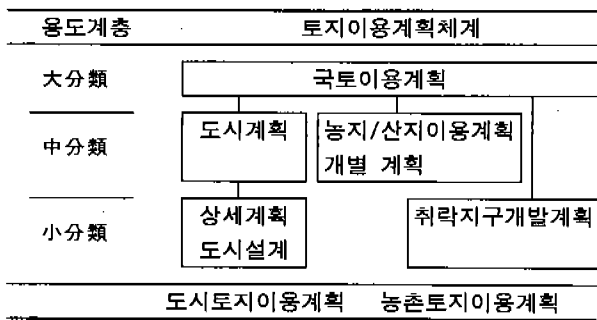 용도계층 토지이용계획체계
大分類 국토이용계획
中分類 도시계획 농지/산지이용계획
개별 계획
小分類 상세계획 취락지구개발계획
도시설계
도시토지이용계획 농촌토지이용계획